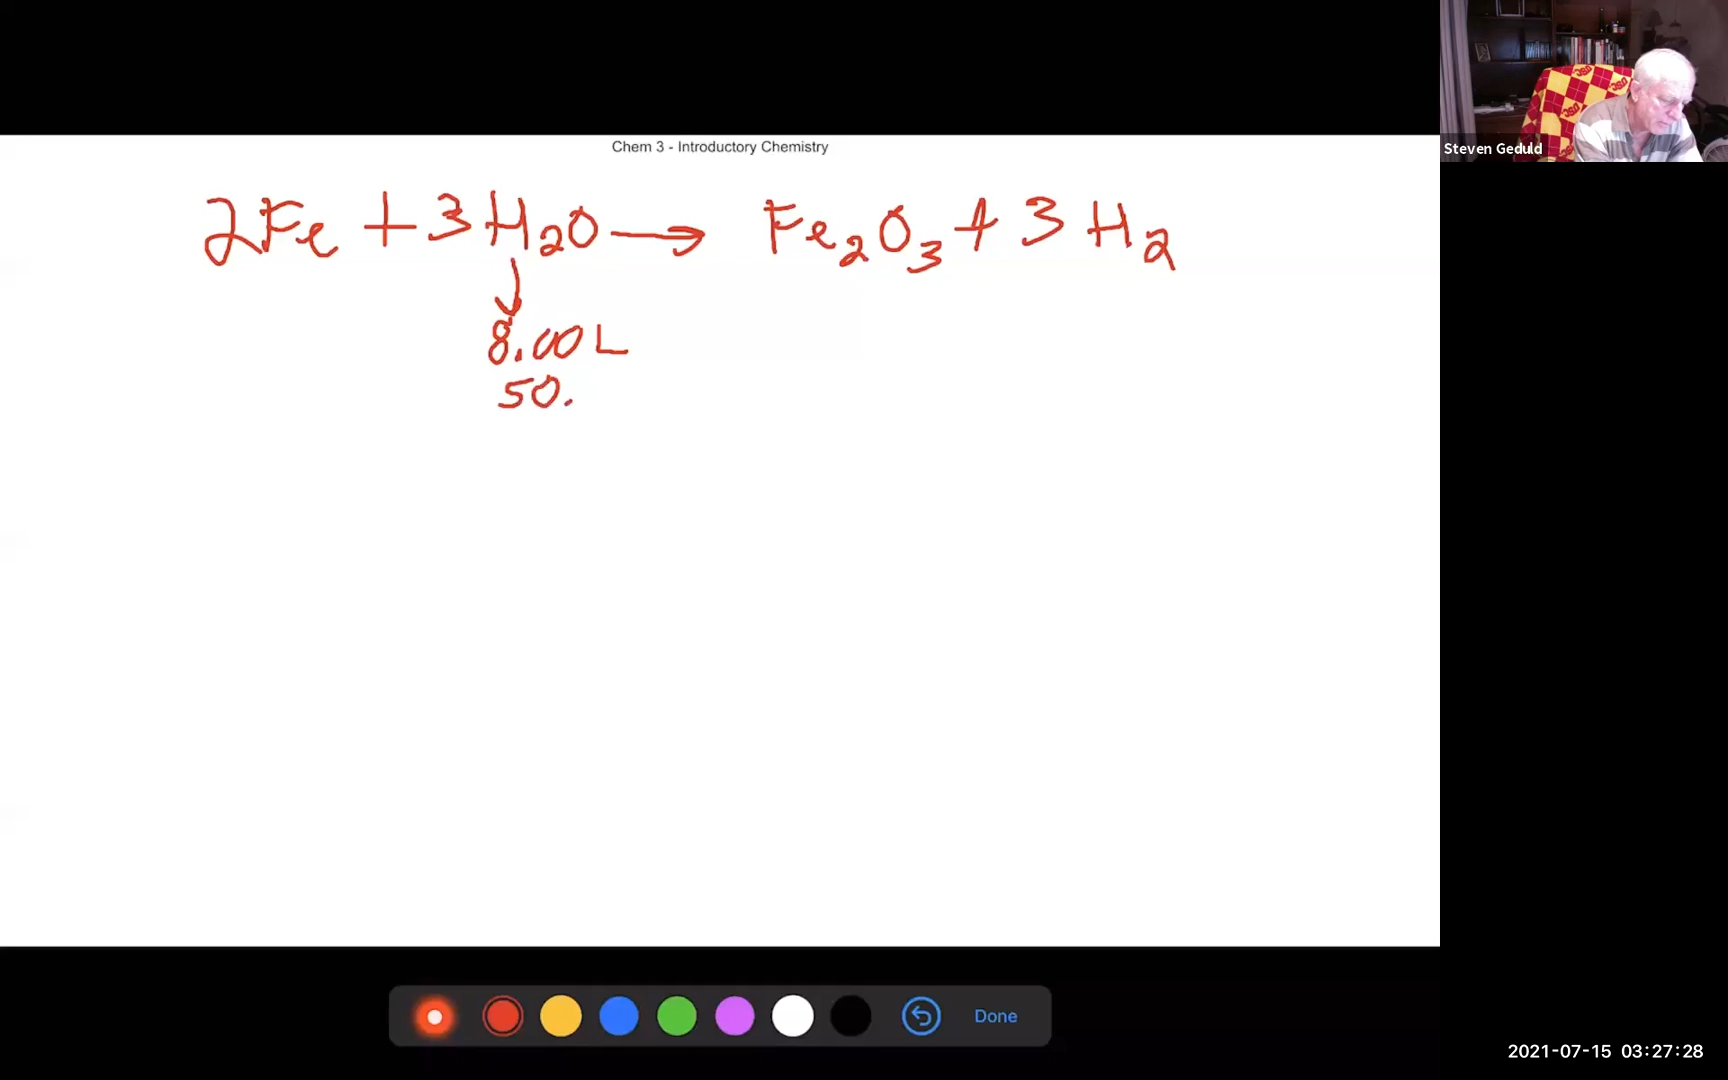 Chem 3 - Introductory Chemistry
Steven Geduld
2Fe + 3H₂O → Fe₂O₃ + 3H₂
8.00L
50.
Done
2021-07-15 03:27:28